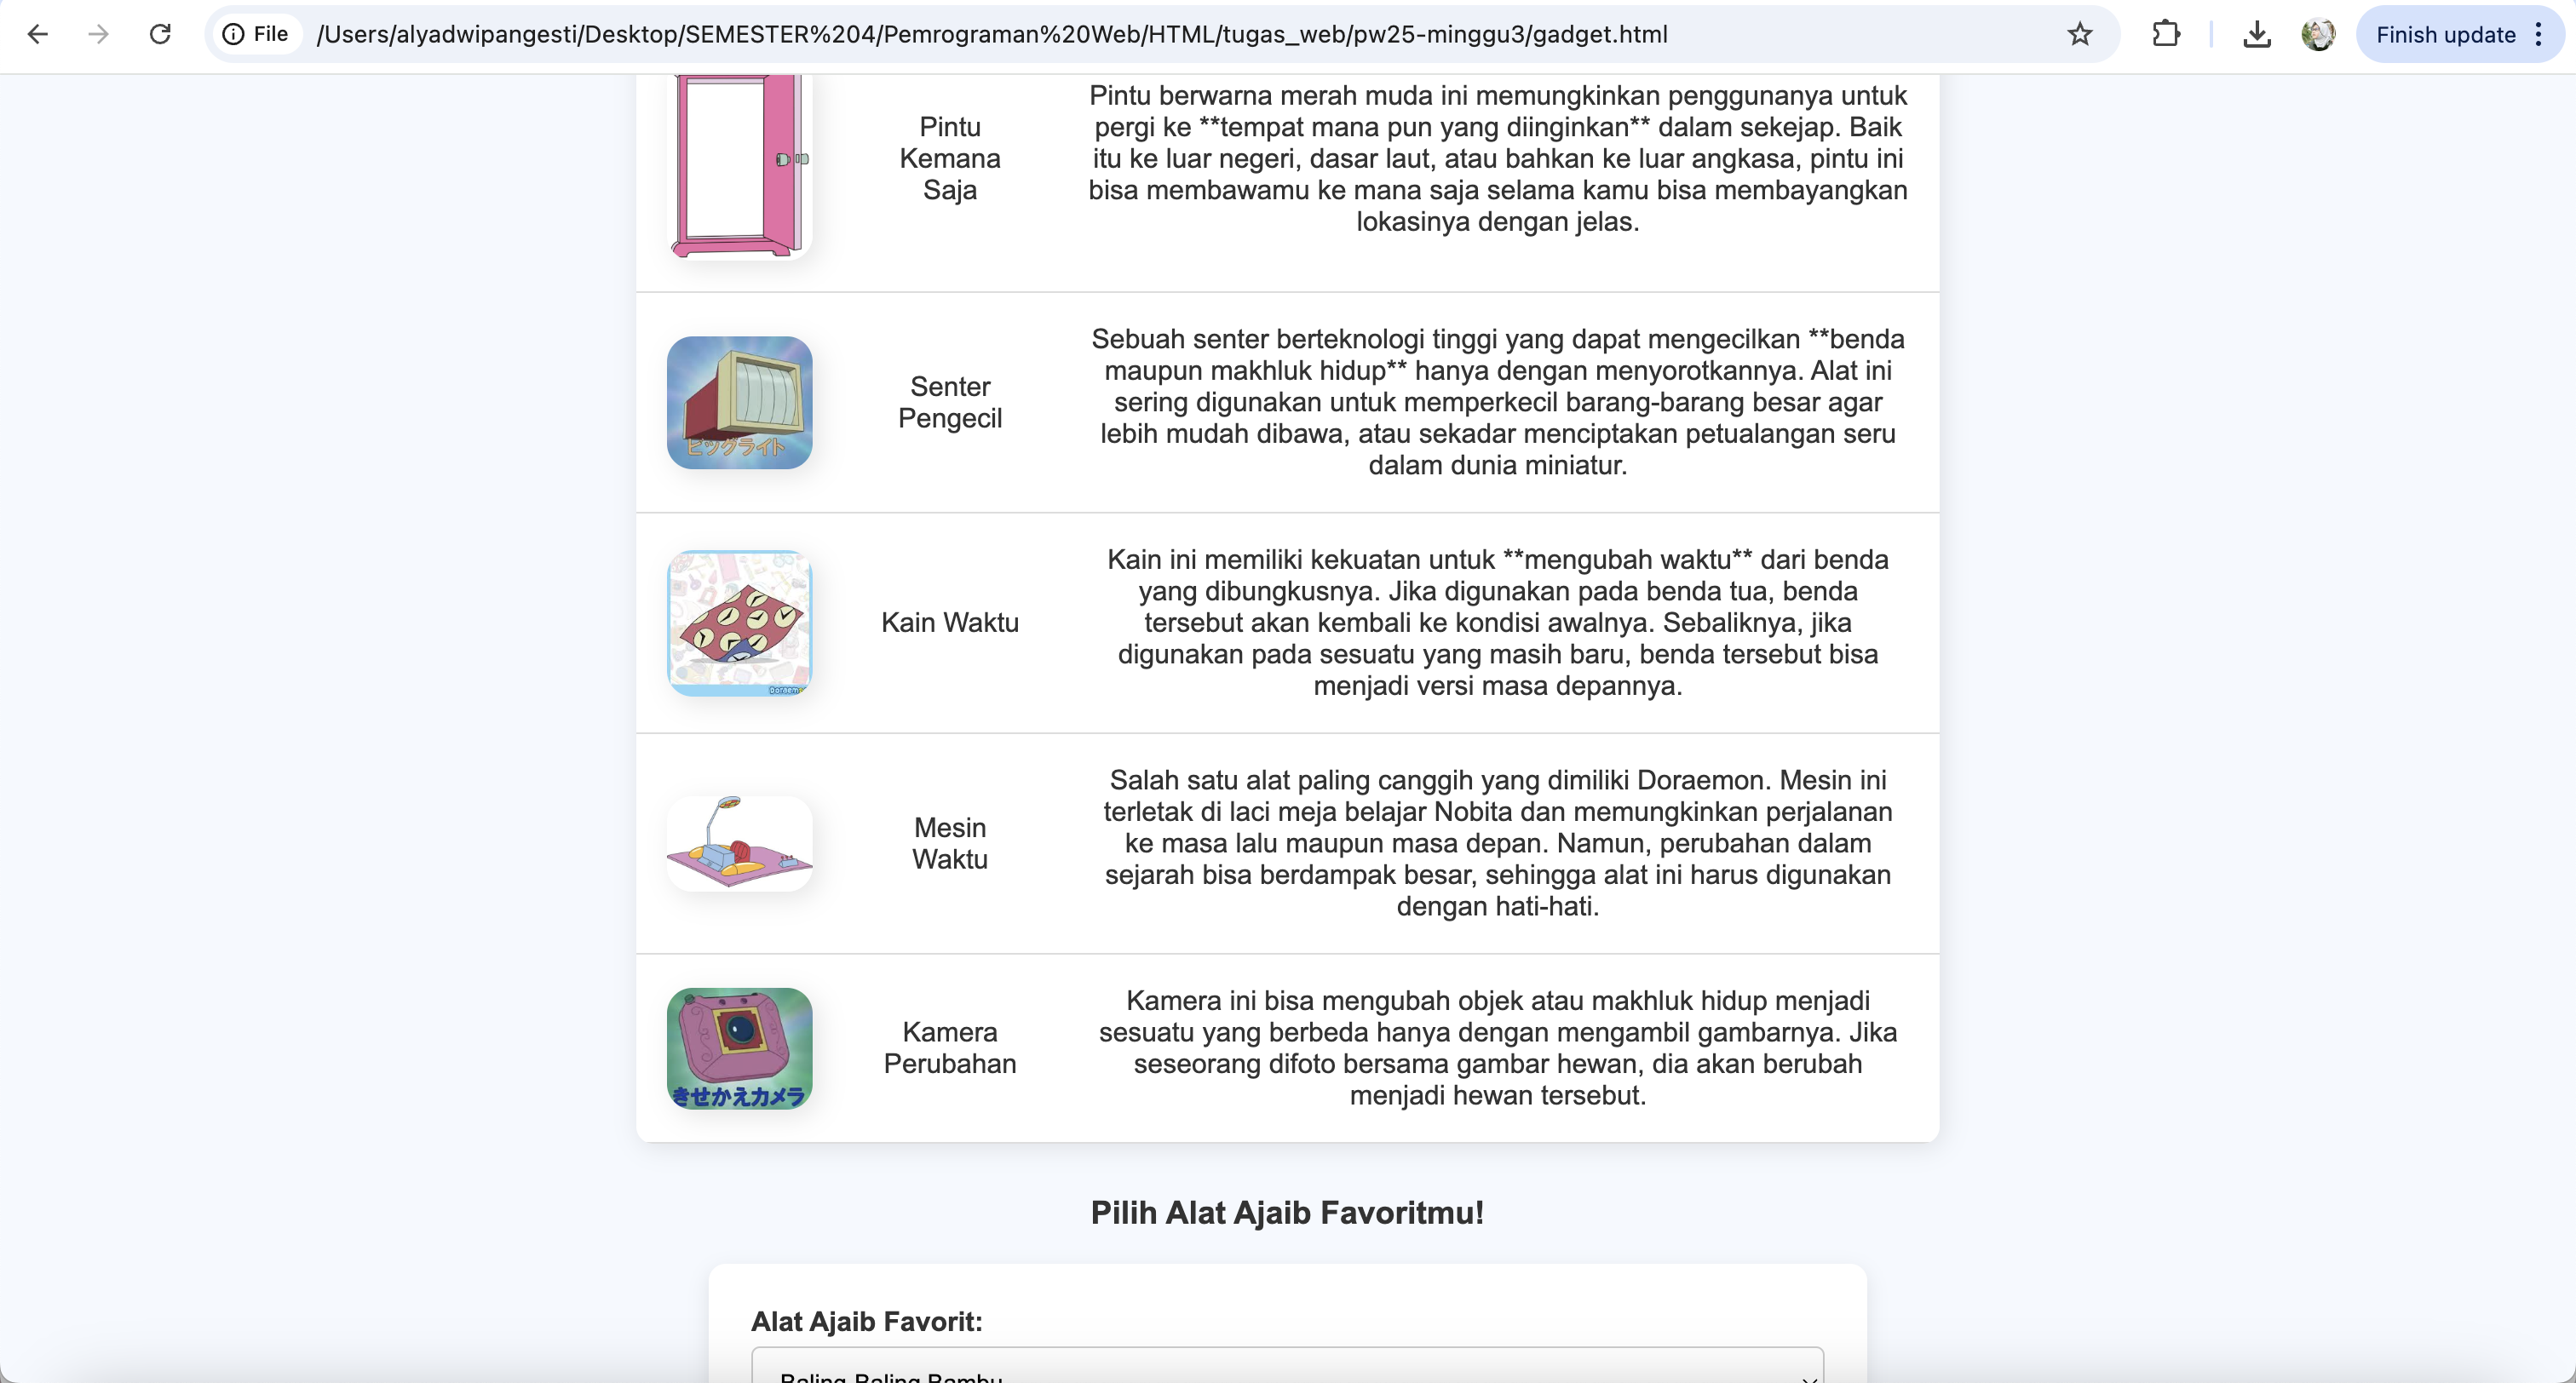 File
/Users/alyadwipangesti/Desktop/SEMESTER%204/Pemrograman%20Web/HTML/tugas_web/pw25-minggu3/gadget.html
Finish update
Pintu
Kemana
Saja
Pintu berwarna merah muda ini memungkinkan penggunanya untuk
pergi ke **tempat mana pun yang diinginkan** dalam sekejap. Baik
itu ke luar negeri, dasar laut, atau bahkan ke luar angkasa, pintu ini
bisa membawamu ke mana saja selama kamu bisa membayangkan
lokasinya dengan jelas.
ビッグライト
Senter
Pengecil
Sebuah senter berteknologi tinggi yang dapat mengecilkan **benda
maupun makhluk hidup** hanya dengan menyorotkannya. Alat ini
sering digunakan untuk memperkecil barang-barang besar agar
lebih mudah dibawa, atau sekadar menciptakan petualangan seru
dalam dunia miniatur.
Kain Waktu
Kain ini memiliki kekuatan untuk **mengubah waktu** dari benda
yang dibungkusnya. Jika digunakan pada benda tua, benda
tersebut akan kembali ke kondisi awalnya. Sebaliknya, jika
digunakan pada sesuatu yang masih baru, benda tersebut bisa
menjadi versi masa depannya.
Mesin
Waktu
Salah satu alat paling canggih yang dimiliki Doraemon. Mesin ini
terletak di laci meja belajar Nobita dan memungkinkan perjalanan
ke masa lalu maupun masa depan. Namun, perubahan dalam
sejarah bisa berdampak besar, sehingga alat ini harus digunakan
dengan hati-hati.
きせかえカメラ
Kamera
Perubahan
Kamera ini bisa mengubah objek atau makhluk hidup menjadi
sesuatu yang berbeda hanya dengan mengambil gambarnya. Jika
seseorang difoto bersama gambar hewan, dia akan berubah
menjadi hewan tersebut.
Pilih Alat Ajaib Favoritmu!
Alat Ajaib Favorit:
Baling-Baling Bambu